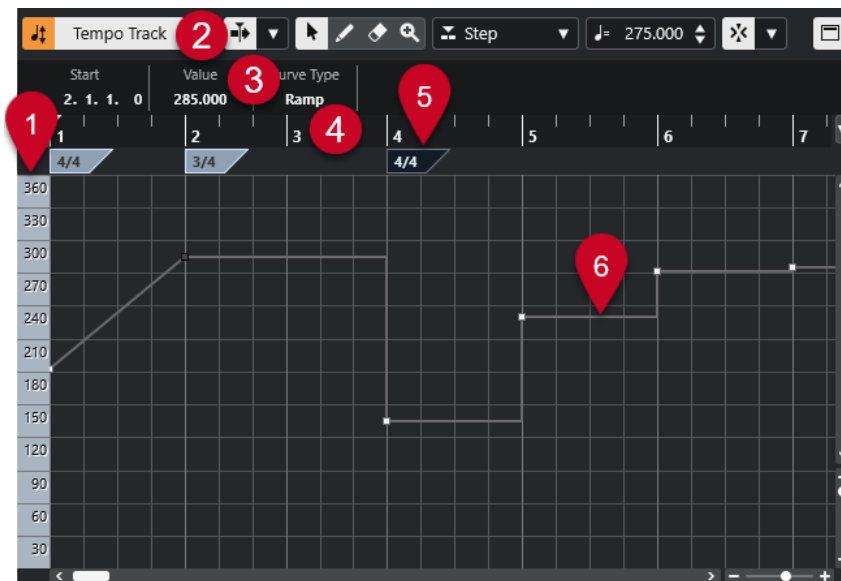 Tempo Track 2 Step 275.000
Start Value 3 urve Type
2. 1. 1. 0 285.000 Ramp 5
1 4
1 2 3 4 5 6 7
4/4 3/4 4/4
360
330
300
270 6
240
210
180
150
120
90
60
30